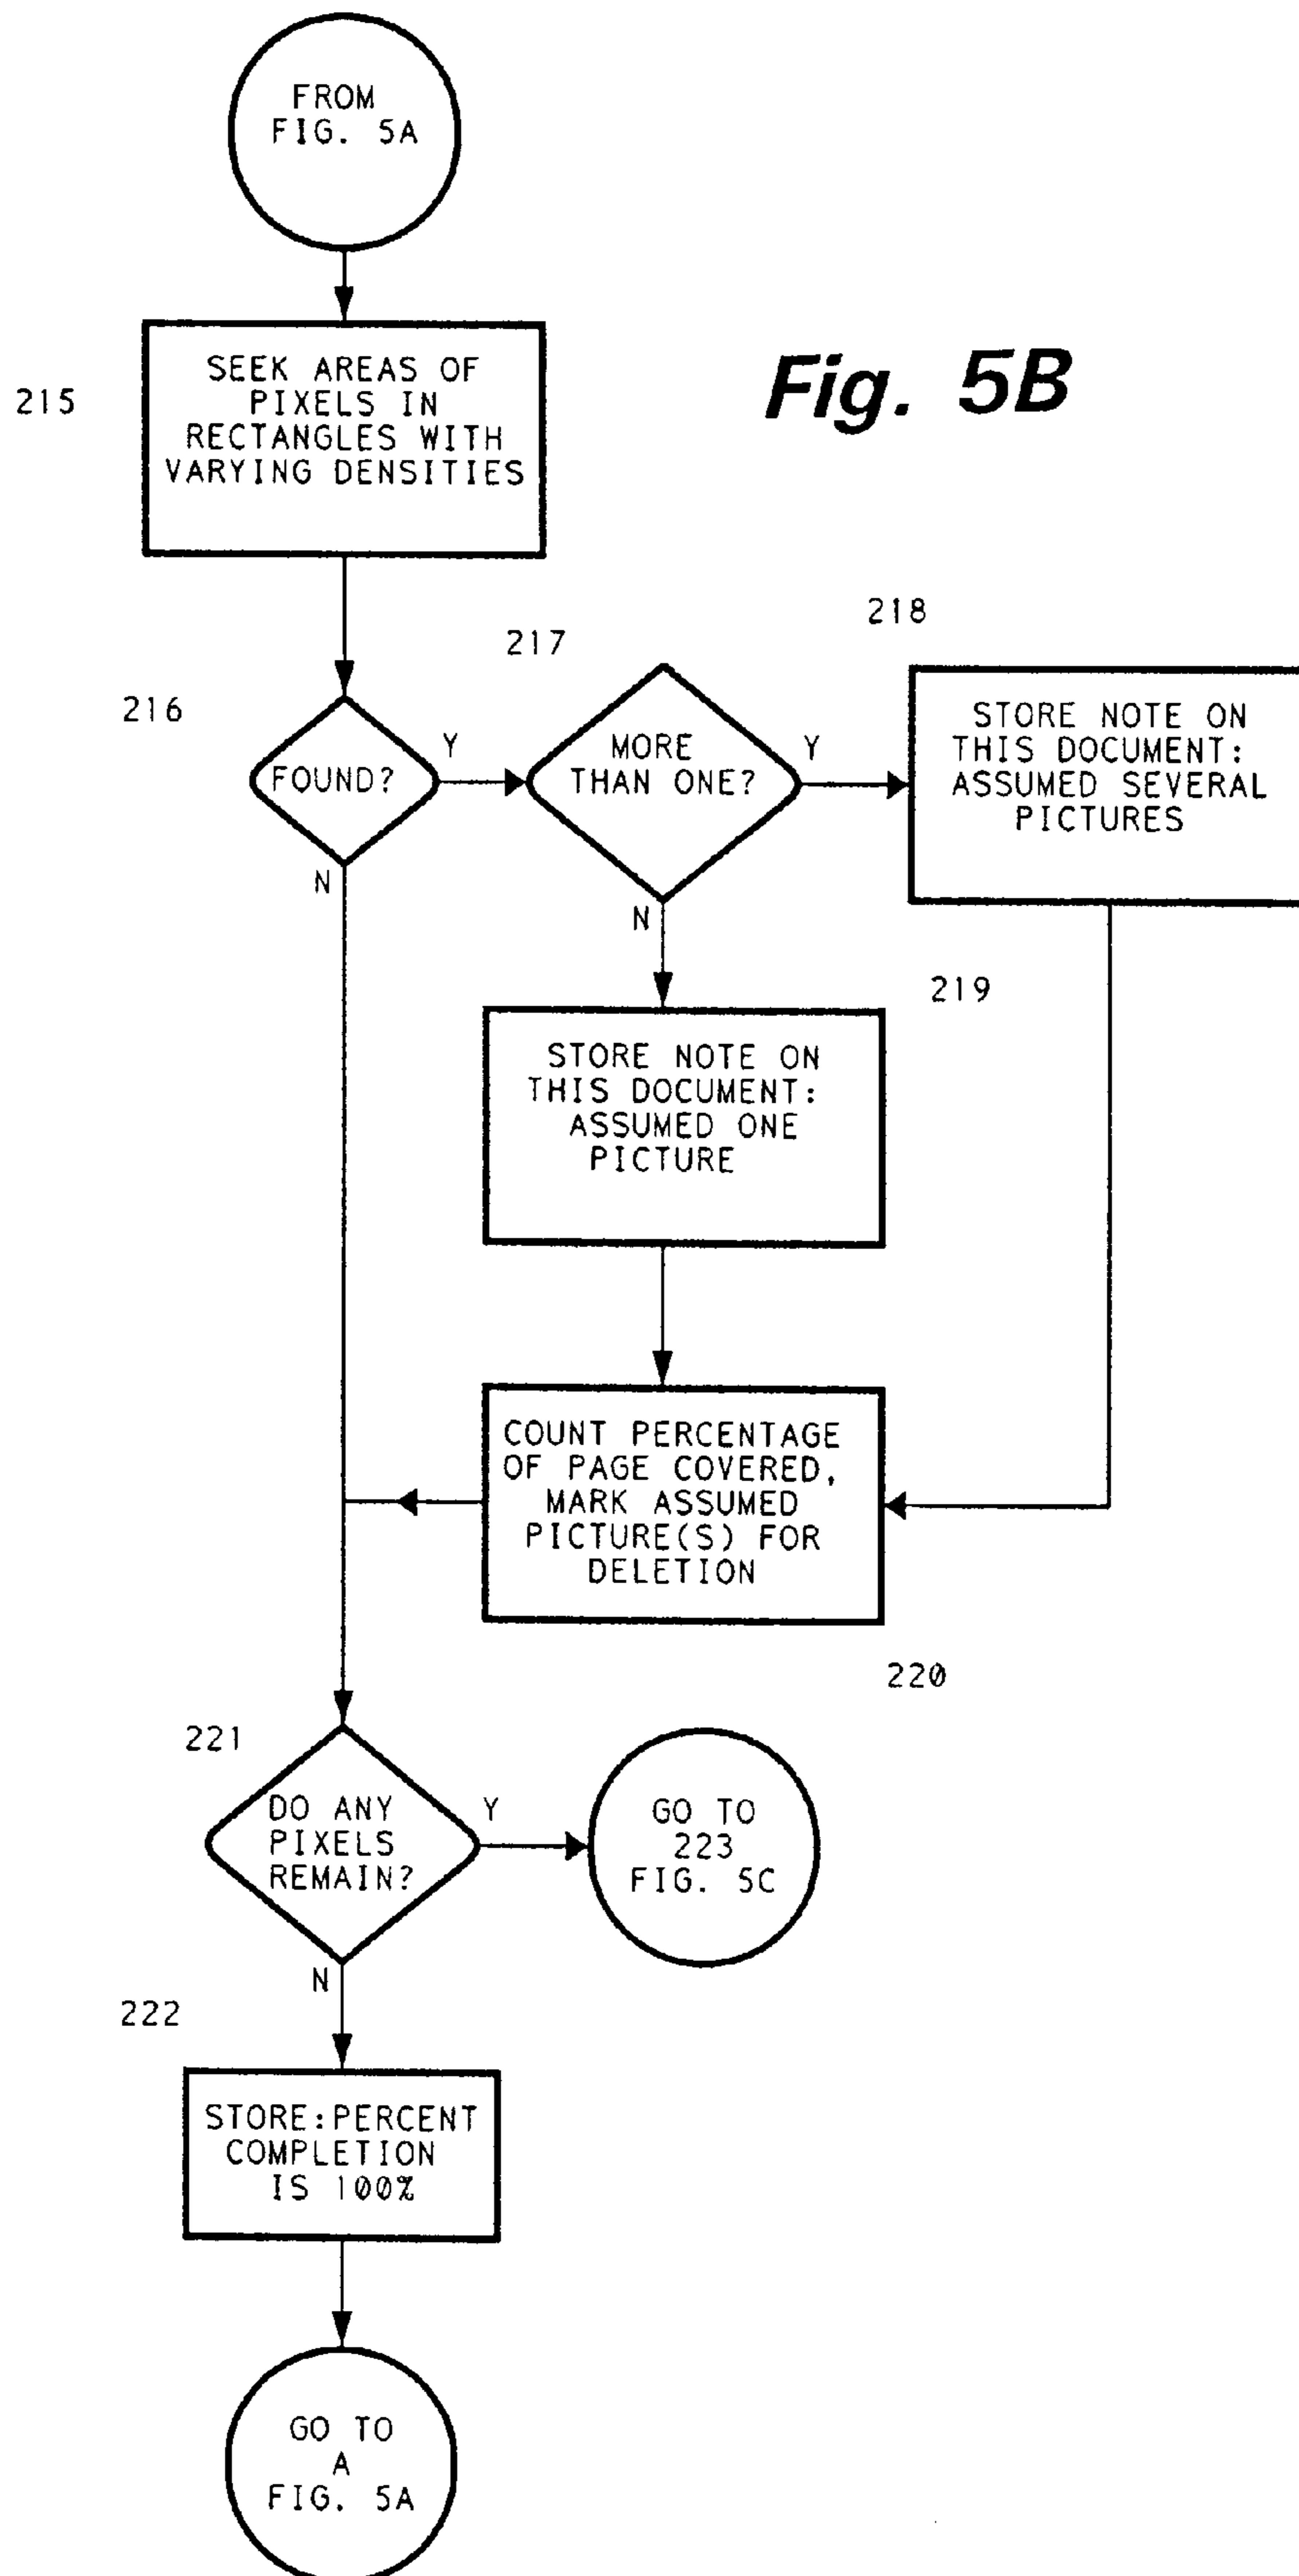 FROM
FIG. 5A
Fig. 5B
215
SEEK AREAS OF
PIXELS IN
RECTANGLES WITH
VARYING DENSITIES
216
FOUND?
Y
N
217
MORE
THAN ONE?
Y
N
218
STORE NOTE ON
THIS DOCUMENT:
ASSUMED SEVERAL
PICTURES
219
STORE NOTE ON
THIS DOCUMENT:
ASSUMED ONE
PICTURE
COUNT PERCENTAGE
OF PAGE COVERED,
MARK ASSUMED
PICTURE(S) FOR
DELETION
220
221
DO ANY
PIXELS
REMAIN?
Y
N
GO TO
223
FIG. 5C
222
STORE:PERCENT
COMPLETION
IS 100%
GO TO
A
FIG. 5A